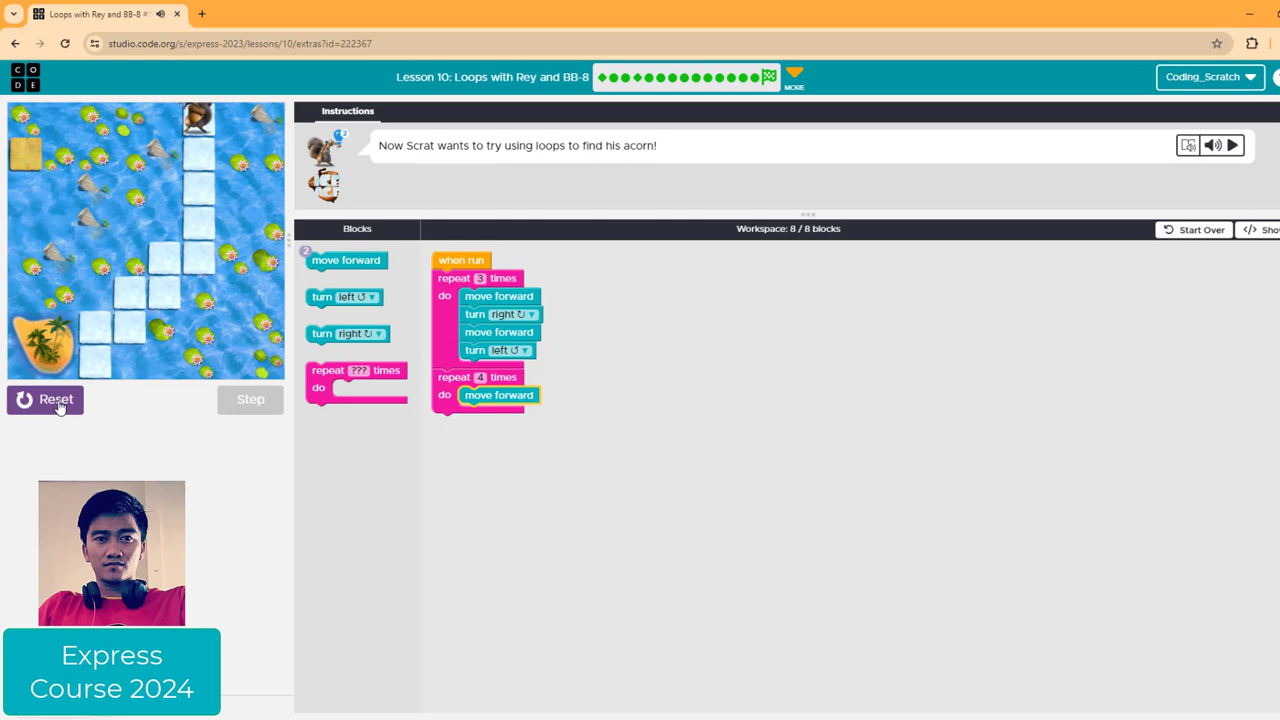 Loops with Rey and BB-8 #1
studio.code.org/s/express-2023/lessons/10/extras?id=222367
C O
D E
Lesson 10: Loops with Rey and BB-8
MORE
Coding_Scratch
Instructions
2
Now Scrat wants to try using loops to find his acorn!
Blocks
Workspace: 8 / 8 blocks
Start Over
</> Sho
2
move forward
turn left
turn right
repeat ??? times
do
when run
repeat 3 times
do move forward
turn right
move forward
turn left
repeat 4 times
do move forward
Reset
Step
Express
Course 2024